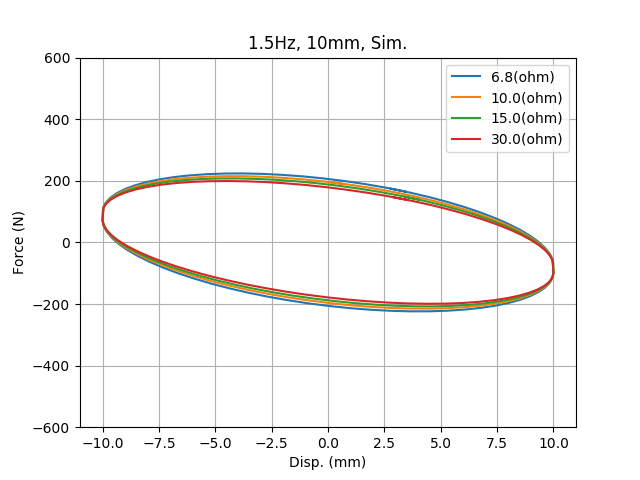 1.5Hz, 10mm, Sim.
600
400
200
0
−200
−400
−600
Force (N)
6.8(ohm)
10.0(ohm)
15.0(ohm)
30.0(ohm)
−10.0 −7.5 −5.0 −2.5 0.0 2.5 5.0 7.5 10.0
Disp. (mm)